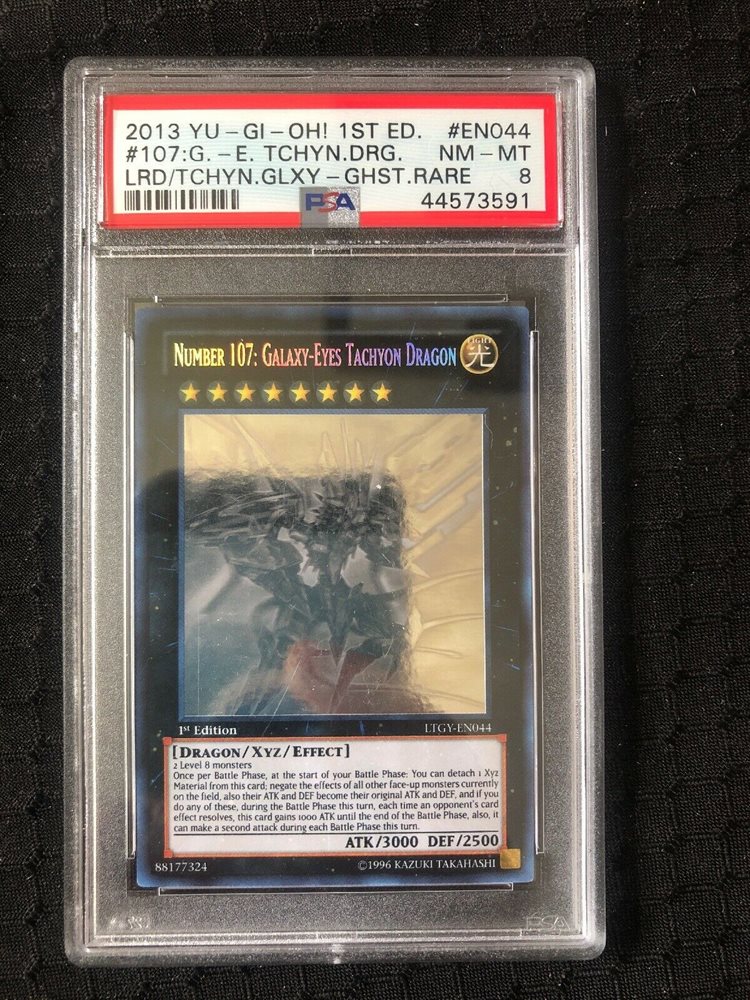 2013 YU-GI-OH! 1ST ED. #EN044
#107:G.-E. TCHYN.DRG. NM-MT
LRD/TCHYN.GLXY-GHST.RARE 8
PSA 44573591
NUMBER 107: GALAXY-EYES TACHYON DRAGON
LIGHT
光
1st Edition LTGY-EN044
[DRAGON/XYZ/EFFECT]
2 Level 8 monsters
Once per Battle Phase, at the start of your Battle Phase: You can detach 1 Xyz
Material from this card; negate the effects of all other face-up monsters currently
on the field, also their ATK and DEF become their original ATK and DEF, and if you
do any of these, during the Battle Phase this turn, each time an opponent's card
effect resolves, this card gains 1000 ATK until the end of the Battle Phase, also, it
can make a second attack during each Battle Phase this turn.
ATK/3000 DEF/2500
88177324 ©1996 KAZUKI TAKAHASHI
PSA